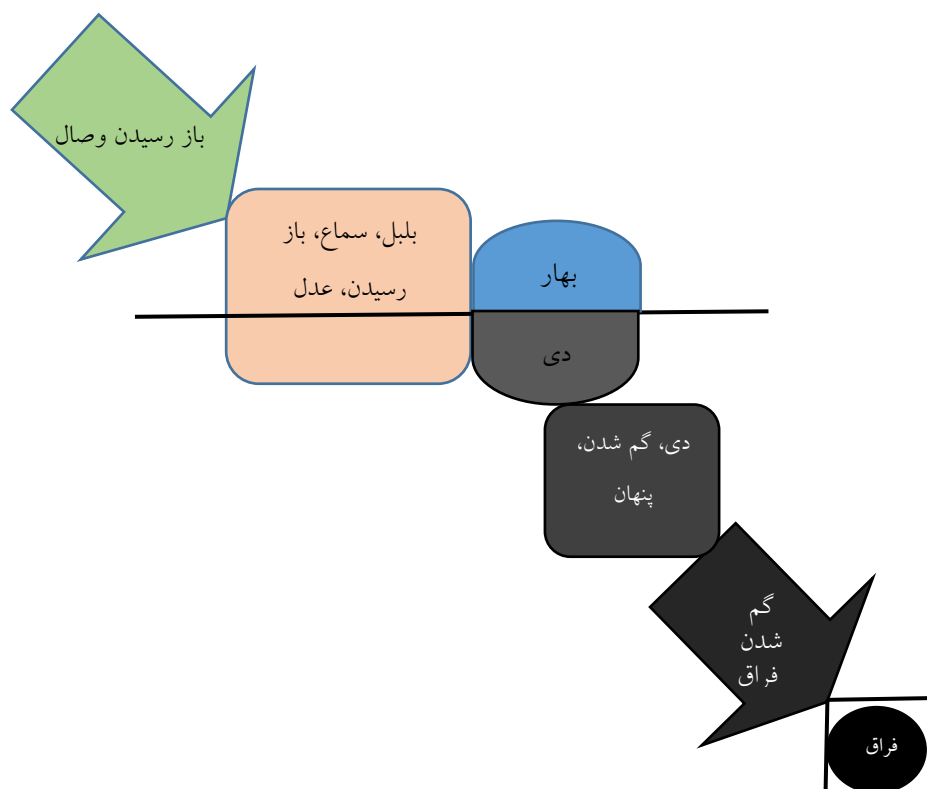 باز رسیدن وصال
بلبل، سماع، باز
رسیدن، عدل
بهار
دی
دی، گم شدن،
پنهان
گم
شدن
فراق
فراق